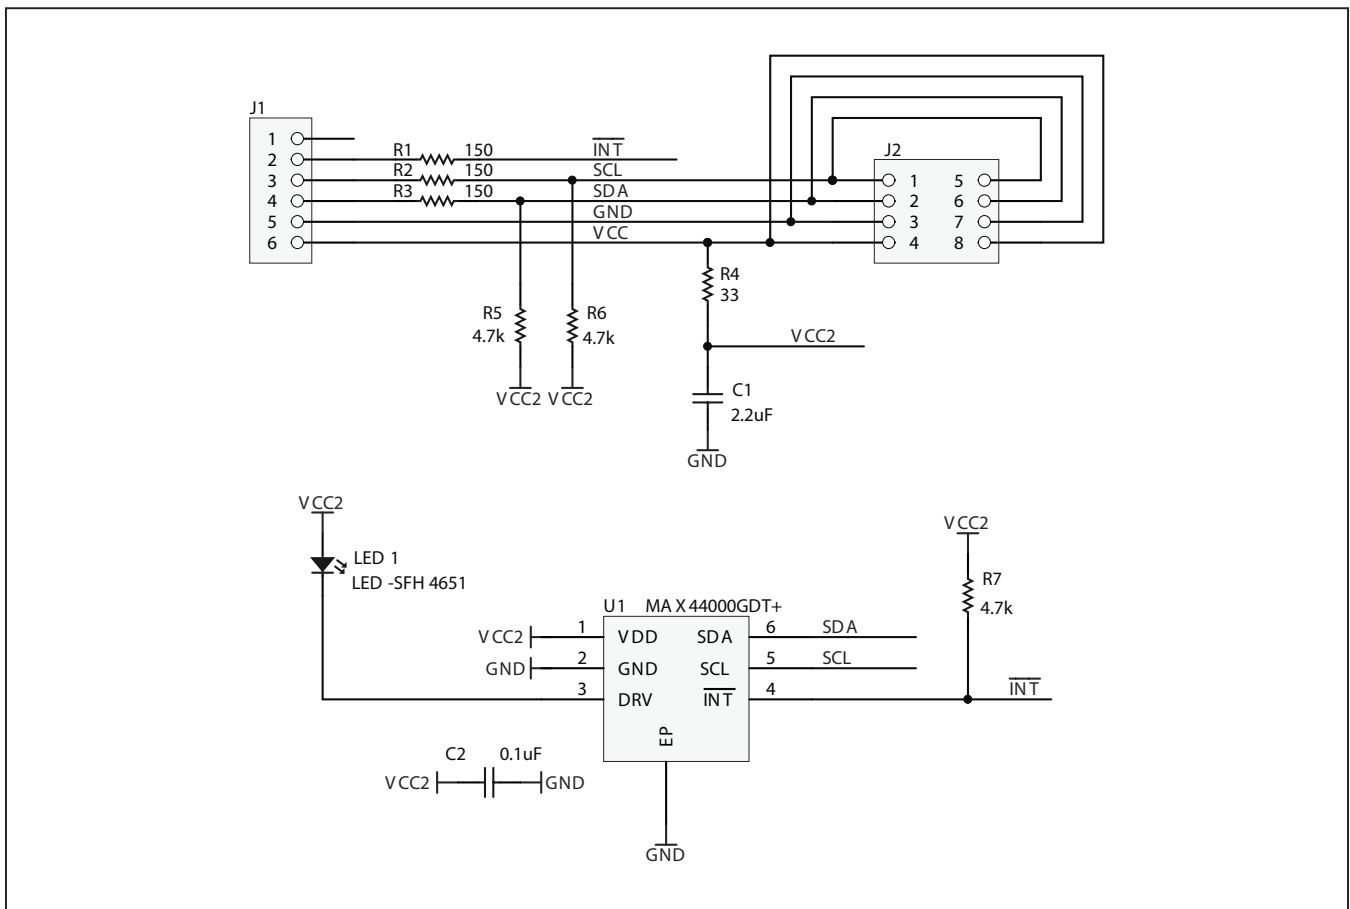 J1
1
2 R1 150 INT
3 R2 150 SCL
4 R3 150 SDA
5 GND
6 VCC
J2
1 5
2 6
3 7
4 8
R4
33
R5
4.7k
R6
4.7k
VCC2
VCC2 VCC2
C1
2.2uF
GND
VCC2
LED 1
LED -SFH 4651
VCC2
R7
4.7k
U1 MAX44000GDT+
VCC2 1 VDD SDA 6 SDA
GND 2 GND SCL 5 SCL
3 DRV INT 4 INT
EP
C2 0.1uF
VCC2 GND
GND